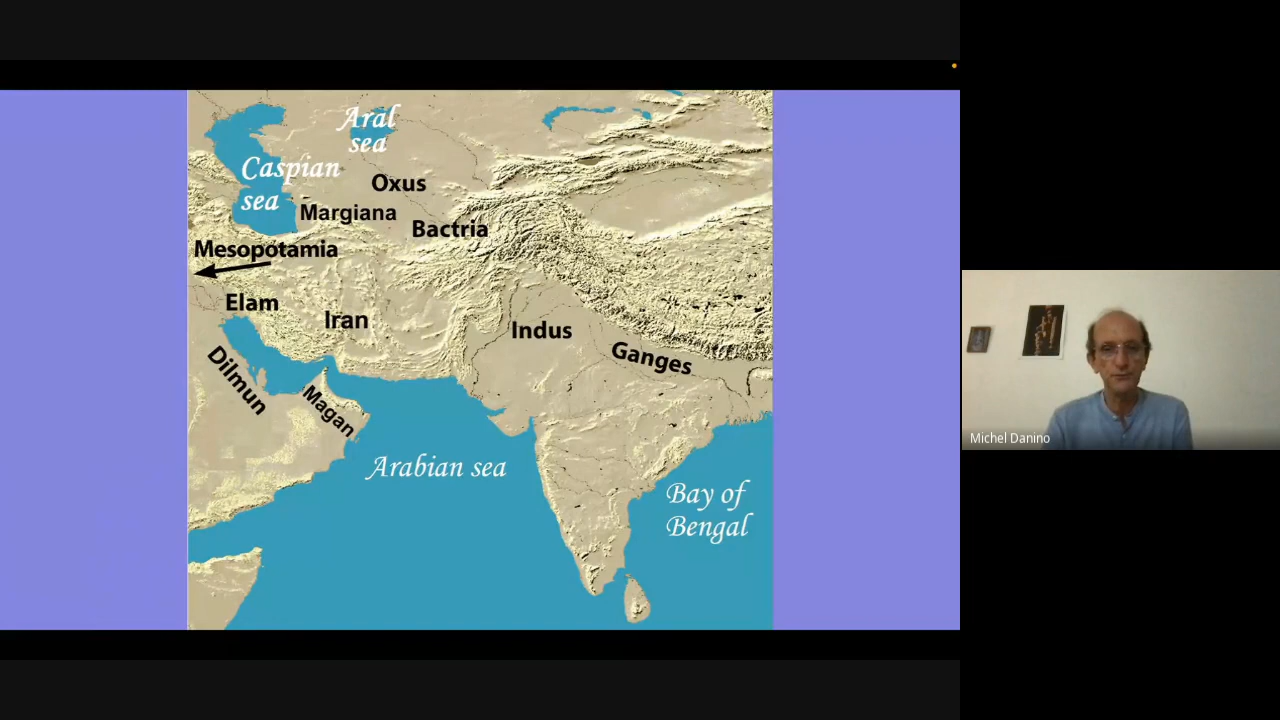 Aral
sea
Caspian
sea
Oxus
Margiana
Bactria
Mesopotamia
Elam
Iran
Indus
Ganges
Dilmun
Magan
Arabian sea
Bay of
Bengal
Michel Danino